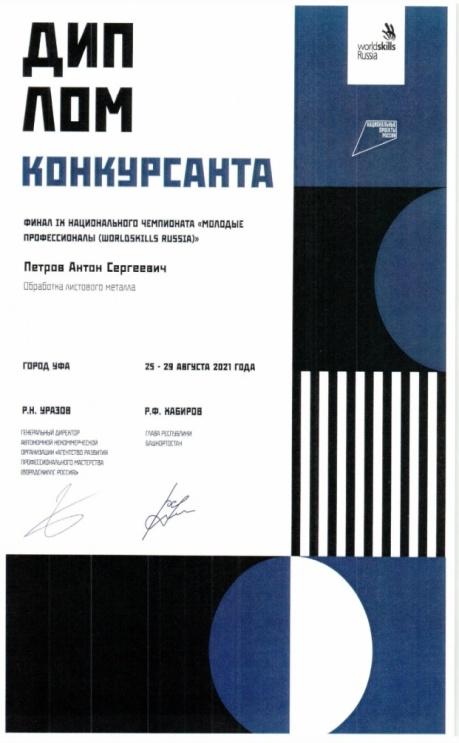 ДИП
ЛОМ
КОНКУРСАНТА
ФИНАЛ IX НАЦИОНАЛЬНОГО ЧЕМПИОНАТА «МОЛОДЫЕ
ПРОФЕССИОНАЛЫ (WORLDSKILLS RUSSIA)»
Петров Антон Сергеевич
Обработка листового металла
ГОРОД УФА
25 - 29 АВГУСТА 2021 ГОДА
Р.Н. УРАЗОВ
Р.Ф. ХАБИРОВ
ГЕНЕРАЛЬНЫЙ ДИРЕКТОР
АВТОНОМНОЙ НЕКОММЕРЧЕСКОЙ
ОРГАНИЗАЦИИ «АГЕНТСТВО РАЗВИТИЯ
ПРОФЕССИОНАЛЬНОГО МАСТЕРСТВА
(ВОРЛДСКИЛЛС РОССИЯ)»
ГЛАВА РЕСПУБЛИКИ
БАШКОРТОСТАН
worldskills
Russia
НАЦИОНАЛЬНЫЕ
ПРОЕКТЫ
РОССИИ